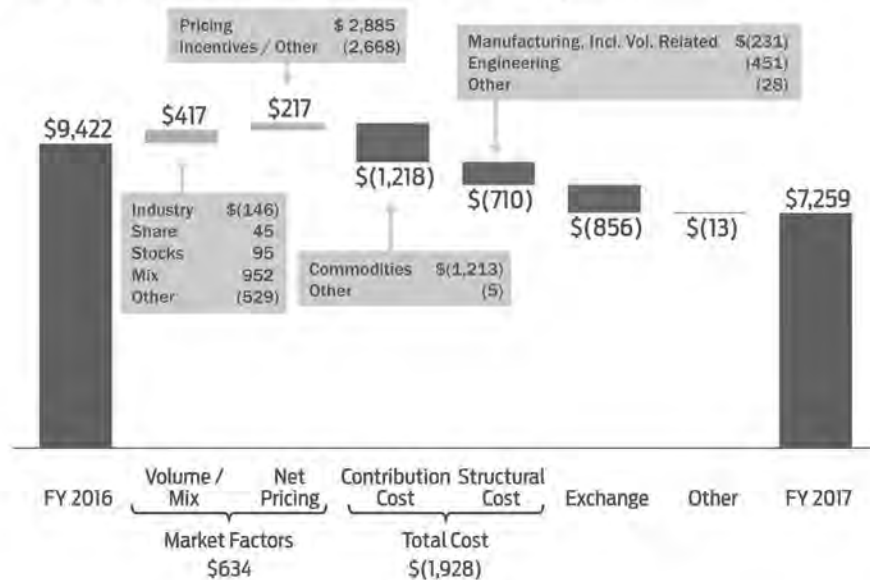 Pricing $ 2,885
Incentives / Other (2,668)
Manufacturing, Incl. Vol. Related $(231)
Engineering (451)
Other (28)
$9,422
$417
$217
$(1,218)
$(710)
$(856)
$(13)
$7,259
Industry $(146)
Share 45
Stocks 95
Mix 952
Other (529)
Commodities $(1,213)
Other (5)
FY 2016
Volume /
Mix
Net
Pricing
Contribution
Cost
Structural
Cost
Exchange
Other
FY 2017
Market Factors
$634
Total Cost
$(1,928)